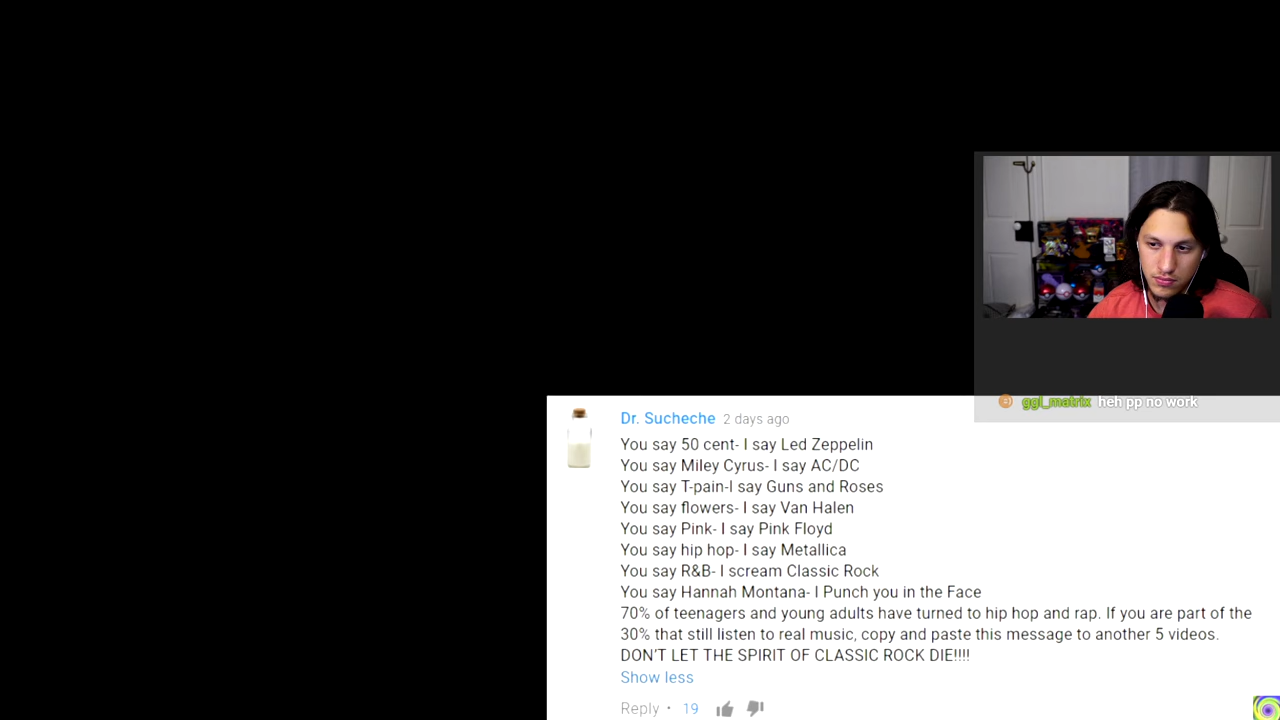 ggl_matrix heh pp no work
Dr. Sucheche 2 days ago
You say 50 cent- I say Led Zeppelin
You say Miley Cyrus- I say AC/DC
You say T-pain-I say Guns and Roses
You say flowers- I say Van Halen
You say Pink- I say Pink Floyd
You say hip hop- I say Metallica
You say R&B- I scream Classic Rock
You say Hannah Montana- I Punch you in the Face
70% of teenagers and young adults have turned to hip hop and rap. If you are part of the
30% that still listen to real music, copy and paste this message to another 5 videos.
DON'T LET THE SPIRIT OF CLASSIC ROCK DIE!!!!
Show less
Reply • 19